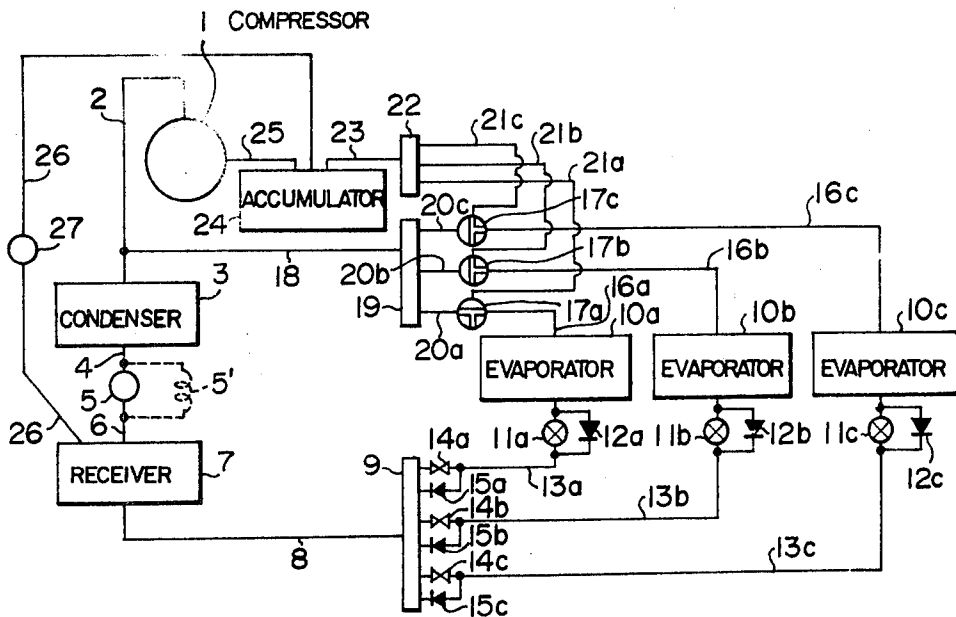 1 COMPRESSOR
2
25
23
22
21c
21b
21a
26
ACCUMULATOR
24
20c
17c
16c
27
18
17b
20b
16b
3
19
17a
16a
CONDENSER
20a
10a
10b
10c
4
EVAPORATOR
EVAPORATOR
EVAPORATOR
5
5'
6
26
11a
12a
11b
12b
11c
12c
14a
9
RECEIVER
7
15a
13a
14b
13b
15b
8
14c
13c
15c